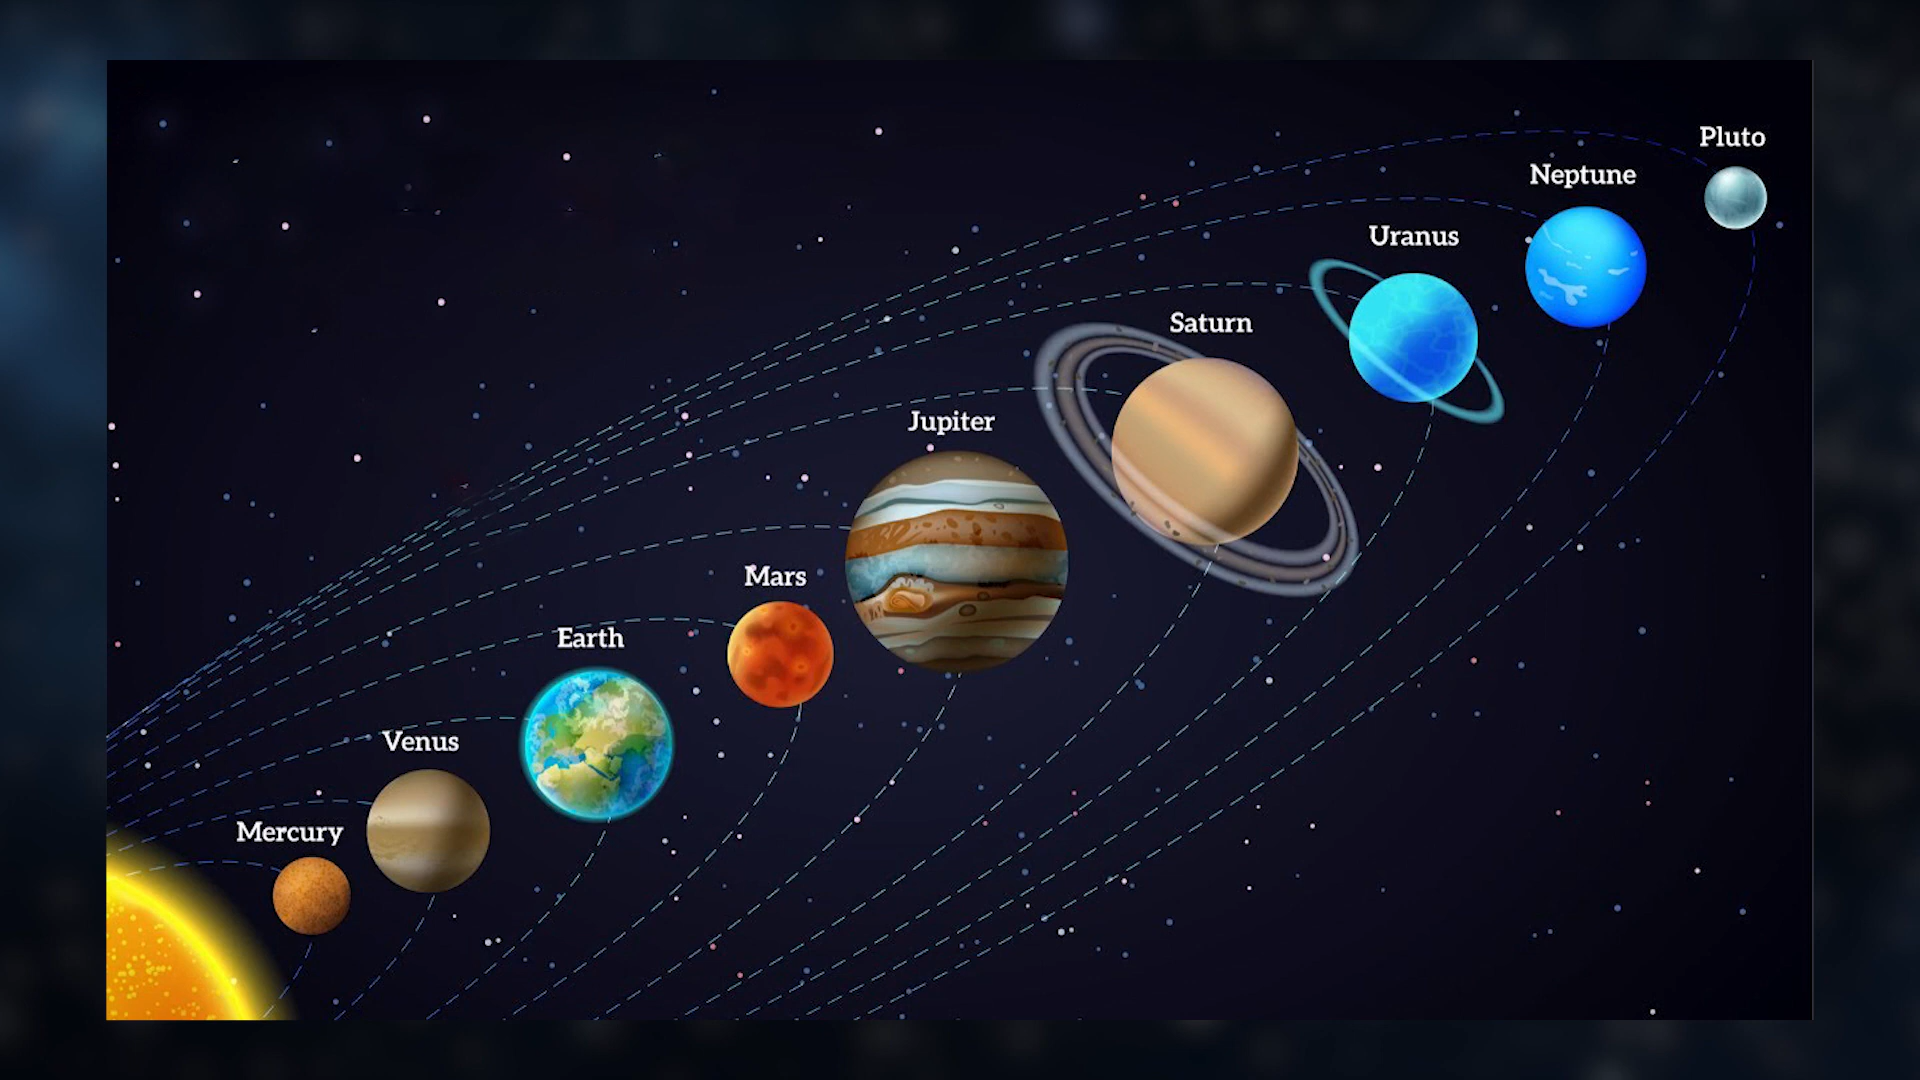 Pluto
Neptune
Uranus
Saturn
Jupiter
Mars
Earth
Venus
Mercury